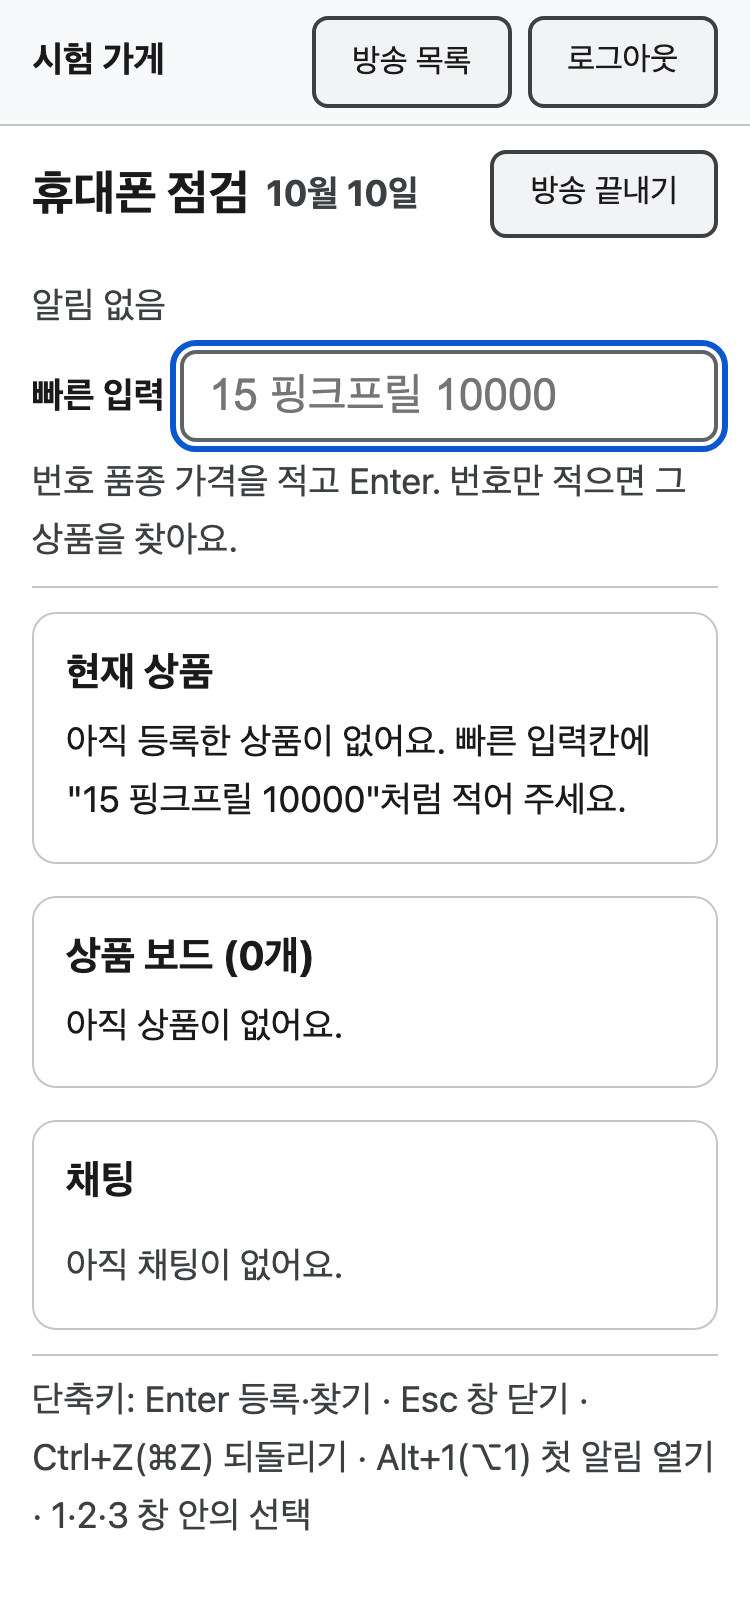 시험 가게
방송 목록
로그아웃
휴대폰 점검 10월 10일
방송 끝내기
알림 없음
빠른 입력
15 핑크프릴 10000
번호 품종 가격을 적고 Enter. 번호만 적으면 그
상품을 찾아요.
현재 상품
아직 등록한 상품이 없어요. 빠른 입력칸에
"15 핑크프릴 10000"처럼 적어 주세요.
상품 보드 (0개)
아직 상품이 없어요.
채팅
아직 채팅이 없어요.
단축키: Enter 등록·찾기 · Esc 창 닫기 ·
Ctrl+Z(⌘Z) 되돌리기 · Alt+1(⌥1) 첫 알림 열기
· 1·2·3 창 안의 선택